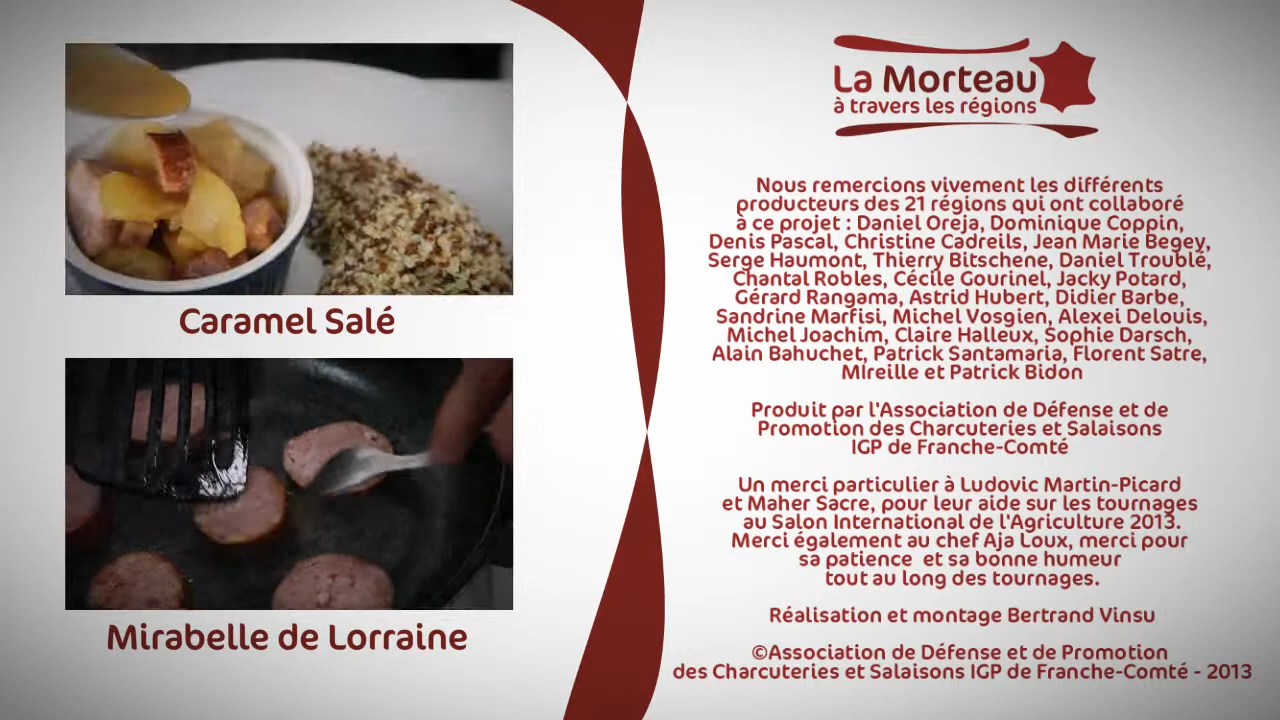 Caramel Salé
Mirabelle de Lorraine
La Morteau
à travers les régions
Nous remercions vivement les différents
producteurs des 21 régions qui ont collaboré
à ce projet : Daniel Oreja, Dominique Coppin,
Denis Pascal, Christine Cadreils, Jean Marie Begey,
Serge Haumont, Thierry Bitschene, Daniel Troublé,
Chantal Robles, Cécile Gourinel, Jacky Potard,
Gérard Rangama, Astrid Hubert, Didier Barbe,
Sandrine Marfisi, Michel Vosgien, Alexei Delouis,
Michel Joachim, Claire Halleux, Sophie Darsch,
Alain Bahuchet, Patrick Santamaria, Florent Satre,
MIreille et Patrick Bidon
Produit par l'Association de Défense et de
Promotion des Charcuteries et Salaisons
IGP de Franche-Comté
Un merci particulier à Ludovic Martin-Picard
et Maher Sacre, pour leur aide sur les tournages
au Salon International de l'Agriculture 2013.
Merci également au chef Aja Loux, merci pour
sa patience  et sa bonne humeur
tout au long des tournages.
Réalisation et montage Bertrand Vinsu
©Association de Défense et de Promotion
des Charcuteries et Salaisons IGP de Franche-Comté - 2013